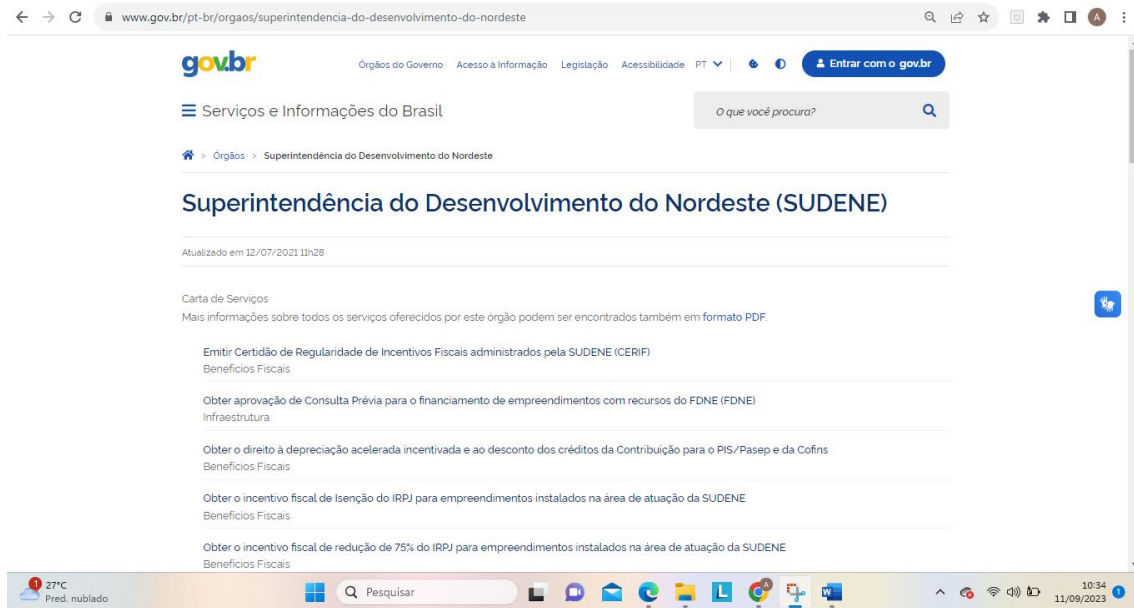 www.gov.br/pt-br/orgaos/superintendencia-do-desenvolvimento-do-nordeste
A
gov.br
Órgãos do Governo Acesso à Informação Legislação Acessibilidade PT
Entrar com o gov.br
Serviços e Informações do Brasil
O que você procura?
> Órgãos > Superintendência do Desenvolvimento do Nordeste
Superintendência do Desenvolvimento do Nordeste (SUDENE)
Atualizado em 12/07/2021 11h28
Carta de Serviços
Mais informações sobre todos os serviços oferecidos por este órgão podem ser encontrados também em formato PDF.
Emitir Certidão de Regularidade de Incentivos Fiscais administrados pela SUDENE (CERIF)
Benefícios Fiscais
Obter aprovação de Consulta Prévia para o financiamento de empreendimentos com recursos do FDNE (FDNE)
Infraestrutura
Obter o direito à depreciação acelerada incentivada e ao desconto dos créditos da Contribuição para o PIS/Pasep e da Cofins
Benefícios Fiscais
Obter o incentivo fiscal de Isenção do IRPJ para empreendimentos instalados na área de atuação da SUDENE
Benefícios Fiscais
Obter o incentivo fiscal de redução de 75% do IRPJ para empreendimentos instalados na área de atuação da SUDENE
Benefícios Fiscais
1
27°C
Pred. nublado
Pesquisar
L
A
W
10:34
11/09/2023
1